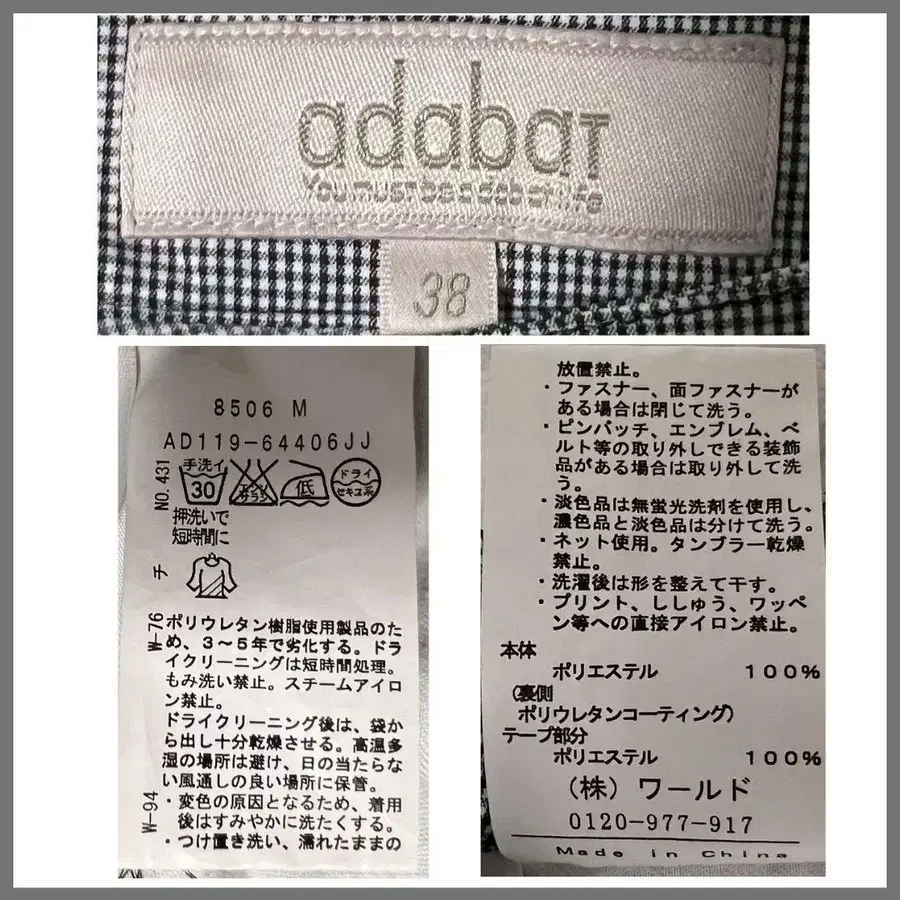 adabat
You must be a dab at life
38
8506 M
AD119-64406JJ
NO.431
手洗イ
30
エンソ
サラシ
低
ドライ
セキユ系
押洗いで
短時間に
チ
W-76
ポリウレタン樹脂使用製品のた
め、3〜5年で劣化する。ドラ
イクリーニングは短時間処理。
もみ洗い禁止。スチームアイロ
ン禁止。
ドライクリーニング後は、袋か
ら出し十分乾燥させる。高温多
湿の場所は避け、日の当たらな
い風通しの良い場所に保管。
W-94
・変色の原因となるため、着用
後はすみやかに洗たくする。
・つけ置き洗い、濡れたままの
放置禁止。
・ファスナー、面ファスナーが
ある場合は閉じて洗う。
・ピンバッチ、エンブレム、ベ
ルト等の取り外しできる装飾
品がある場合は取り外して洗
う。
・淡色品は無蛍光洗剤を使用し、
濃色品と淡色品は分けて洗う。
・ネット使用。タンブラー乾燥
禁止。
・洗濯後は形を整えて干す。
・プリント、ししゅう、ワッペ
ン等への直接アイロン禁止。
本体
ポリエステル 100%
(裏側
ポリウレタンコーティング)
テープ部分
ポリエステル 100%
(株)ワールド
0120-977-917
Made in China